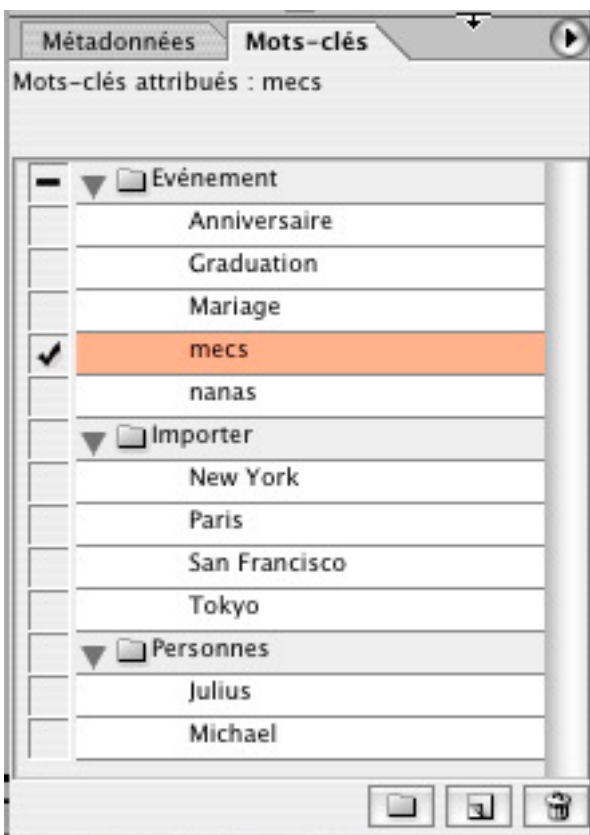 Métadonnées Mots-clés
Mots-clés attribués : mecs
Evénement
Anniversaire
Graduation
Mariage
mecs
nanas
Importer
New York
Paris
San Francisco
Tokyo
Personnes
Julius
Michael